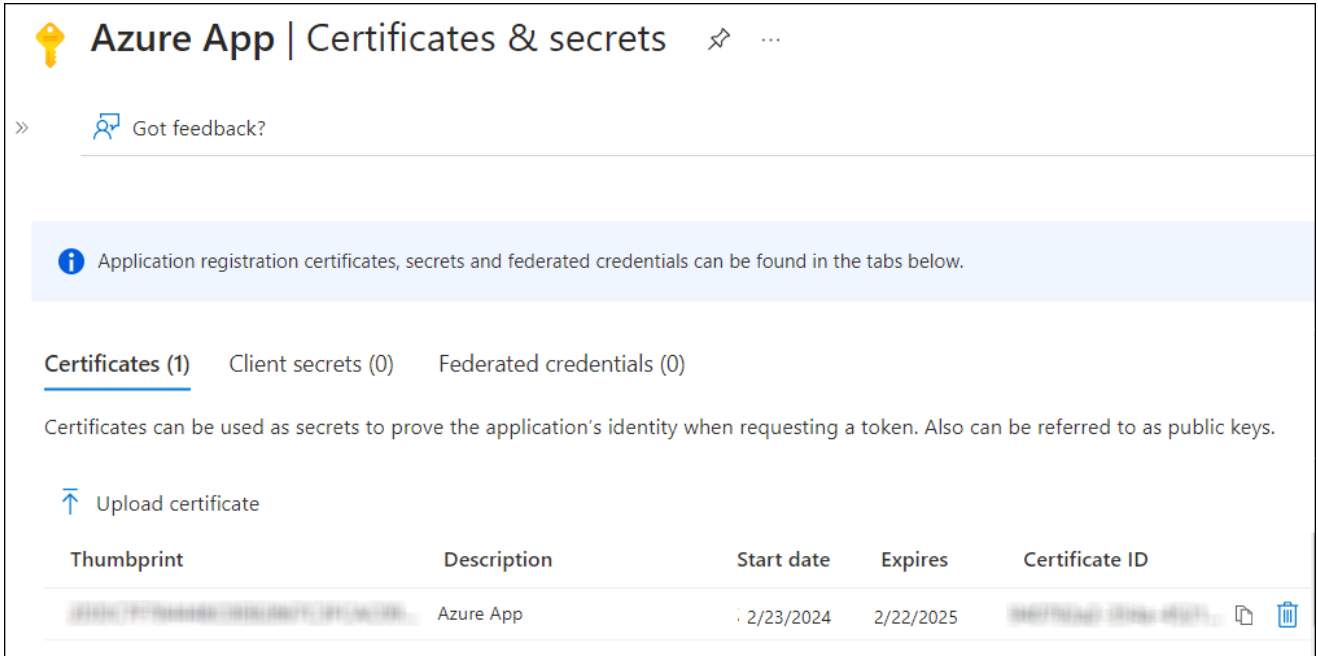 Azure App | Certificates & secrets ...
Got feedback?
Application registration certificates, secrets and federated credentials can be found in the tabs below.
Certificates (1) Client secrets (0) Federated credentials (0)
Certificates can be used as secrets to prove the application's identity when requesting a token. Also can be referred to as public keys.
Upload certificate
Thumbprint Description Start date Expires Certificate ID
Azure App 2/23/2024 2/22/2025